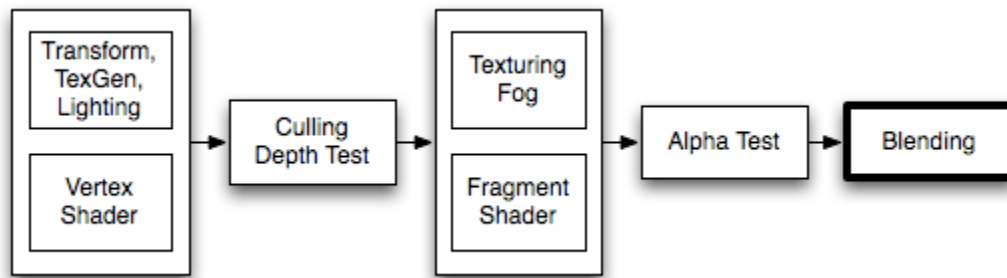 Transform,
TexGen,
Lighting
Vertex
Shader
Culling
Depth Test
Texturing
Fog
Fragment
Shader
Alpha Test
Blending